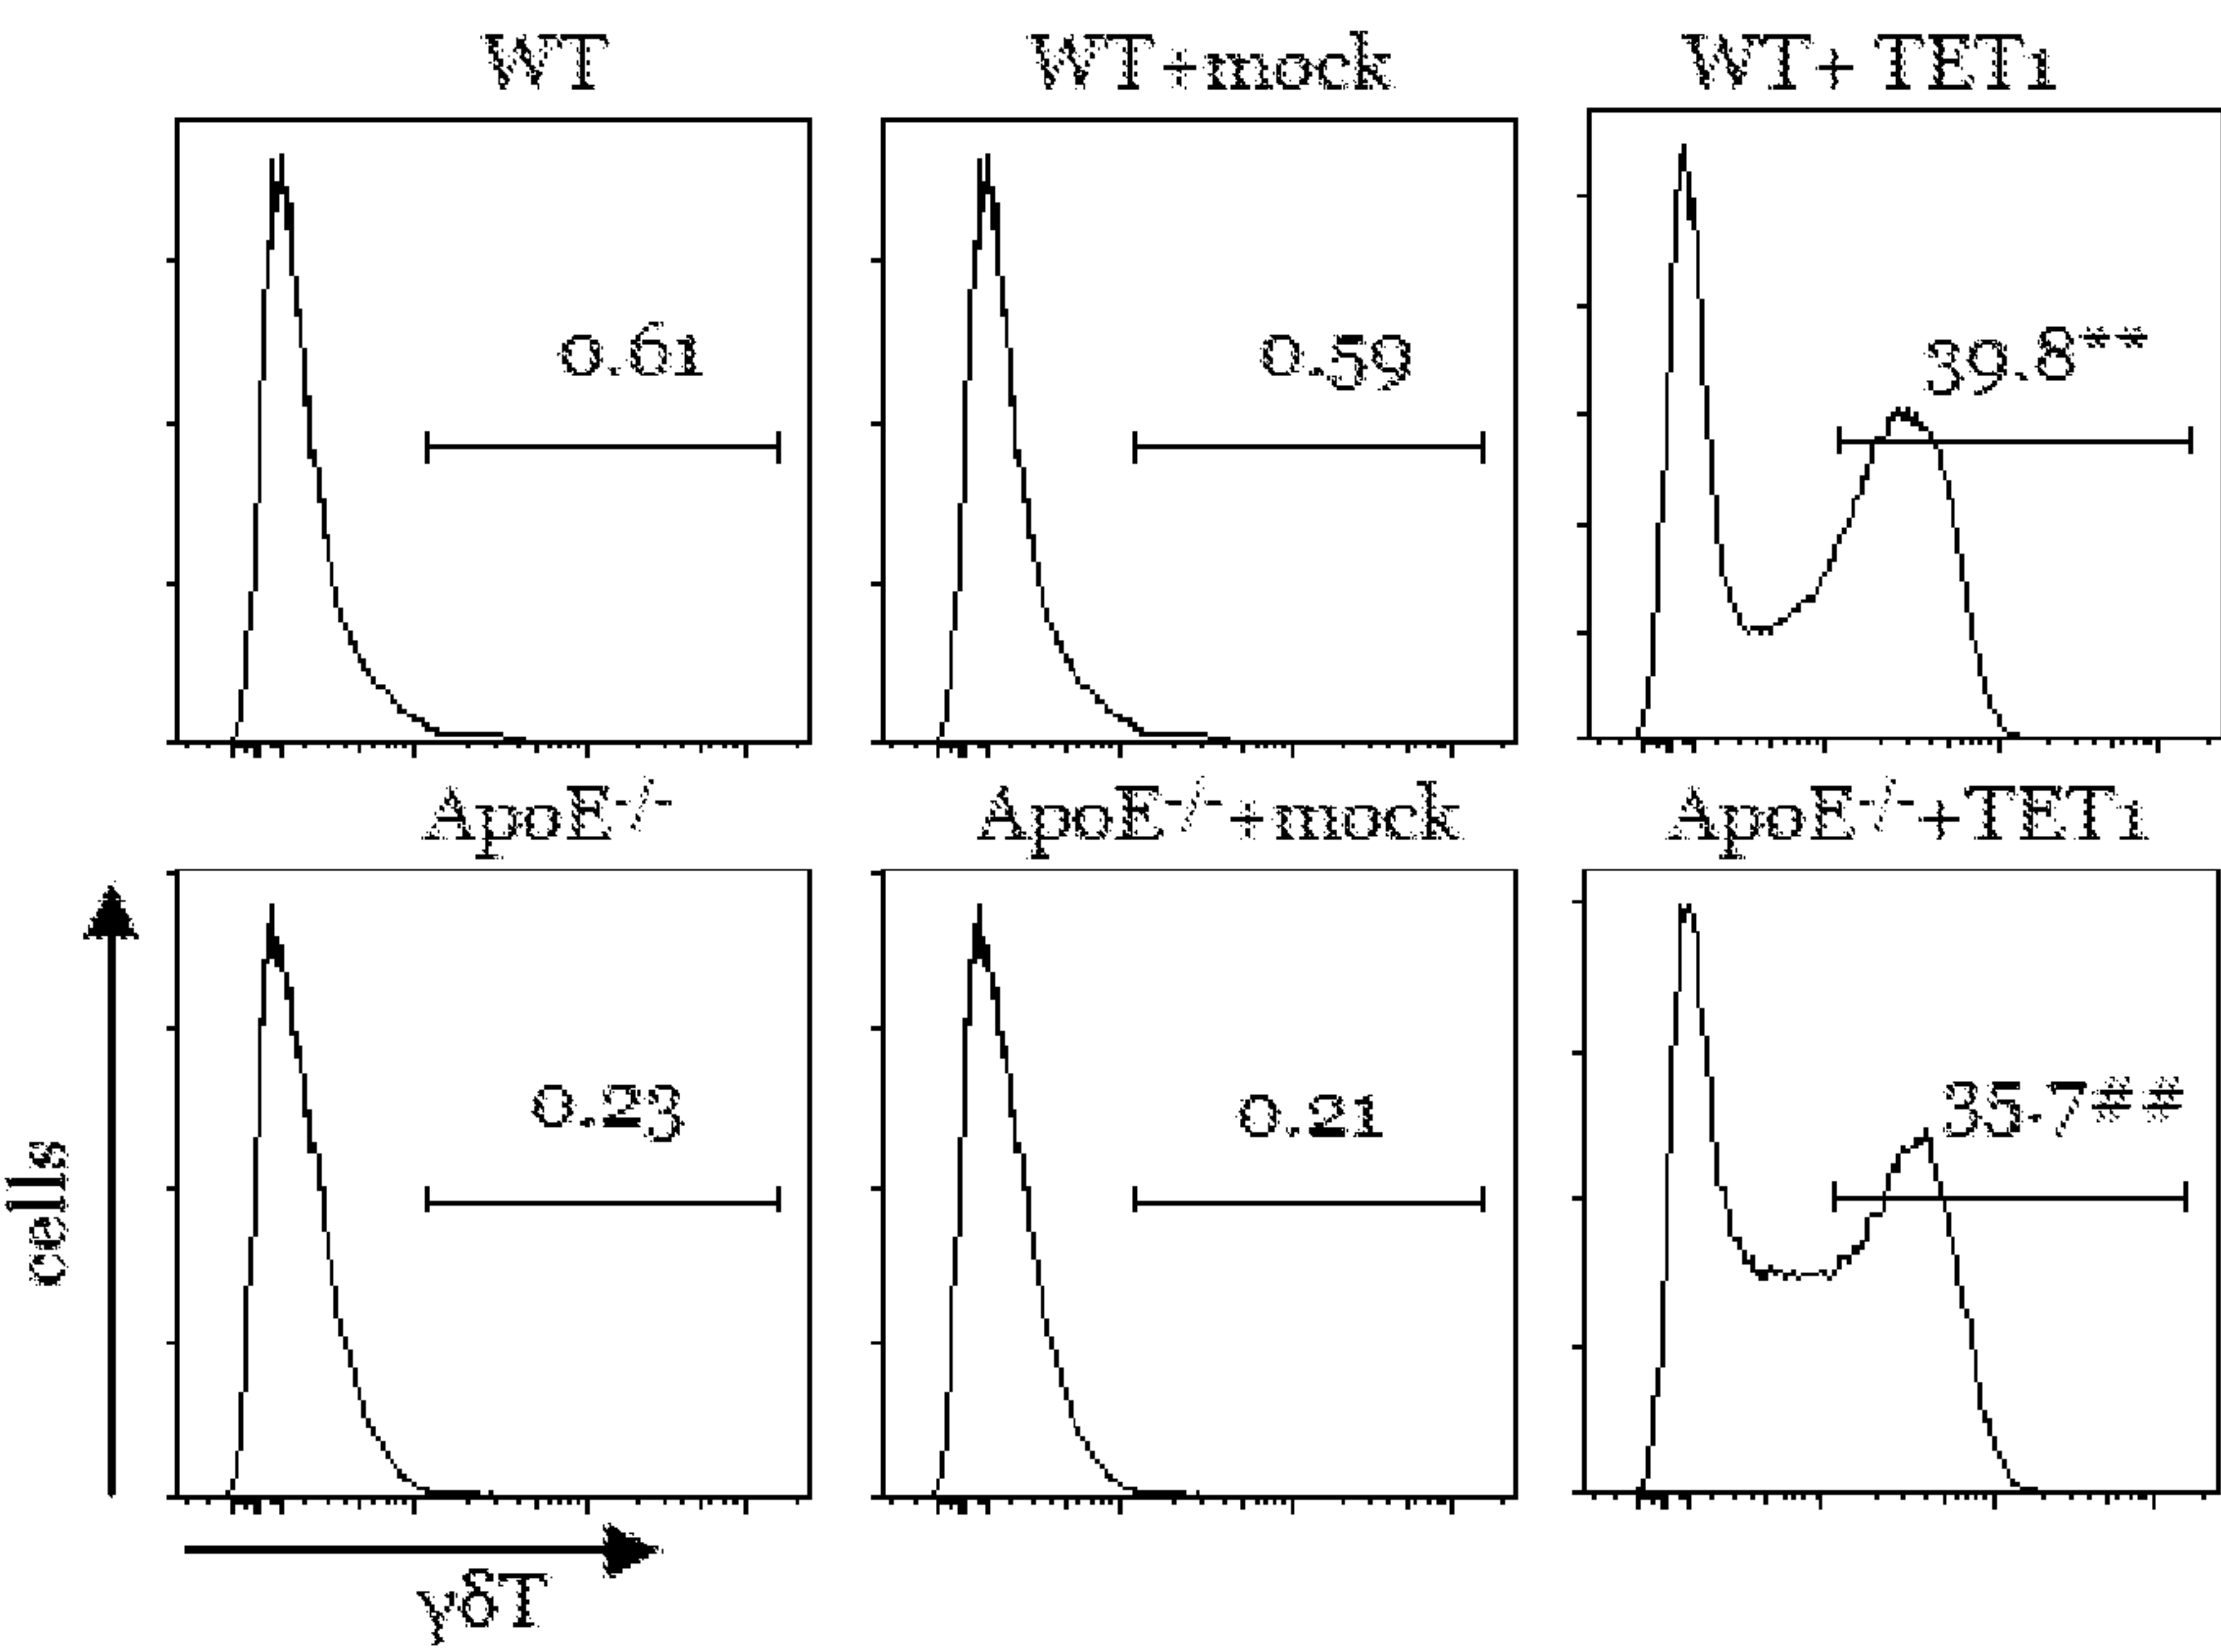 WT
WT+mock
WT+ TET1
0.61
0.59
39.8**
ApoE-/-
ApoE-/-+mock
ApoE-/-+TET1
0.23
0.21
35.7##
cells
γδT